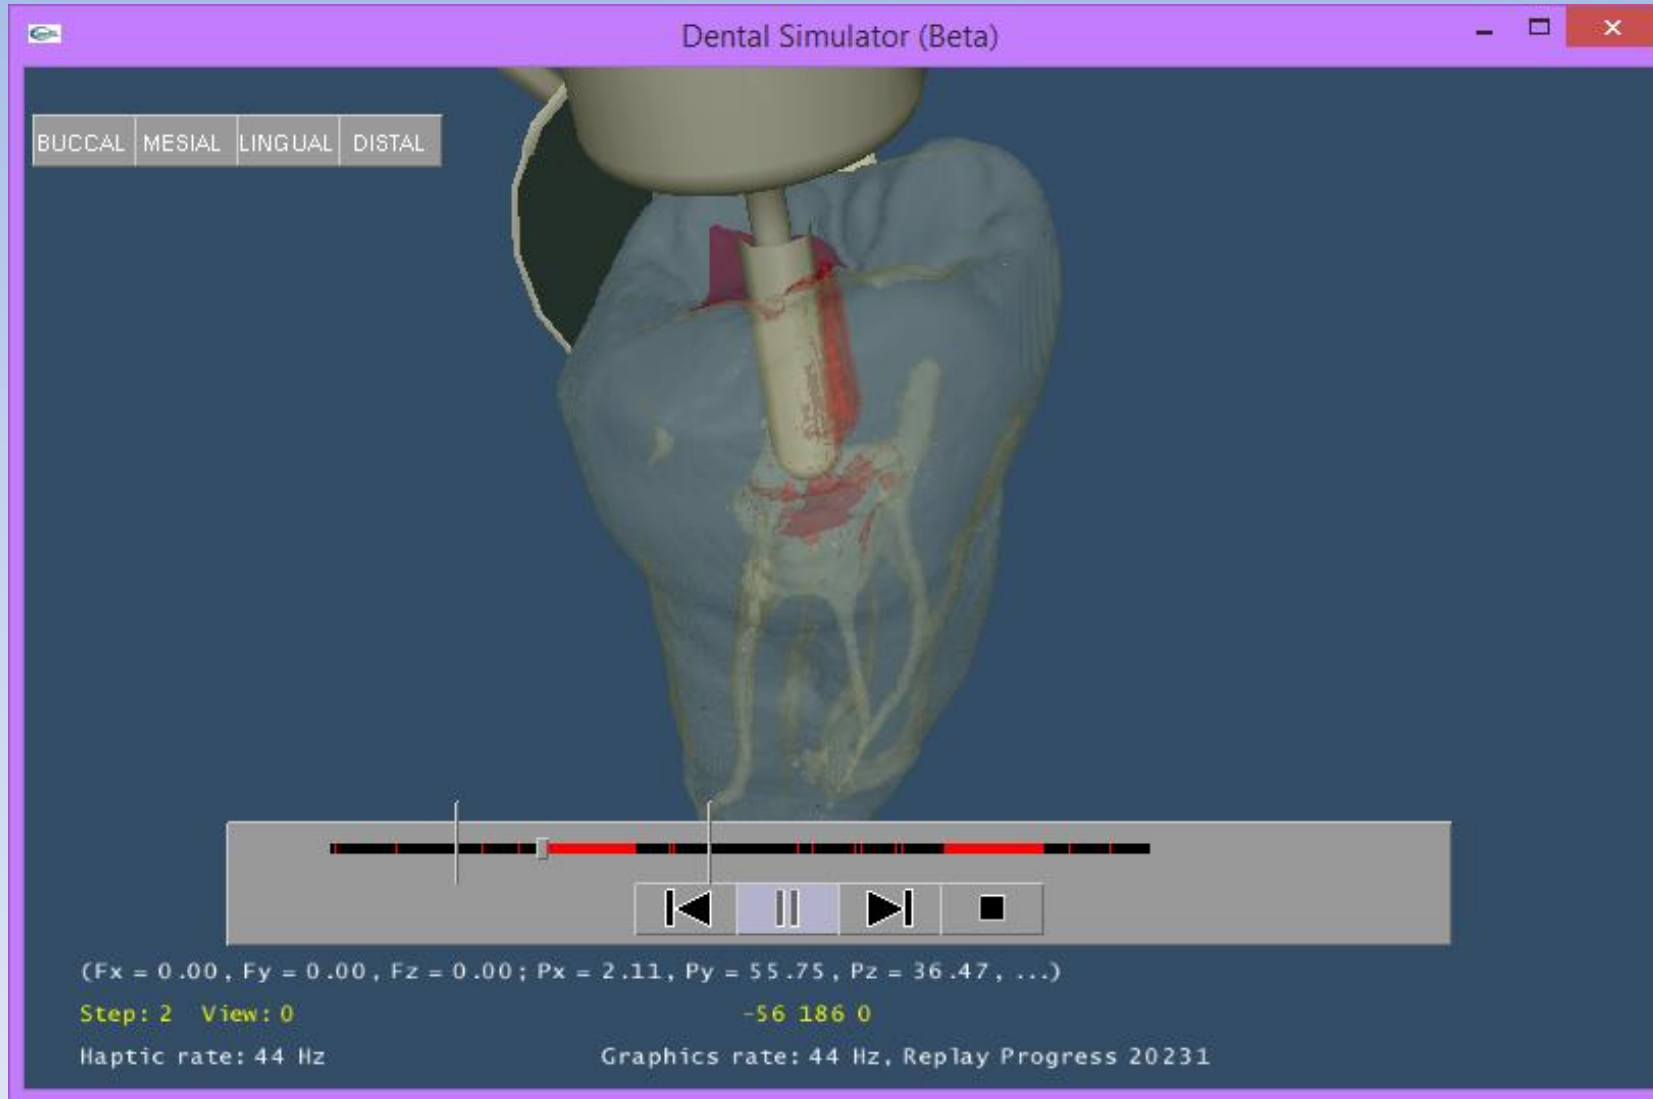 Dental Simulator (Beta)
BUCCAL MESIAL LINGUAL DISTAL
(Fx = 0.00, Fy = 0.00, Fz = 0.00; Px = 2.11, Py = 55.75, Pz = 36.47, ...)
Step: 2 View: 0 -56 186 0
Haptic rate: 44 Hz Graphics rate: 44 Hz, Replay Progress 20231